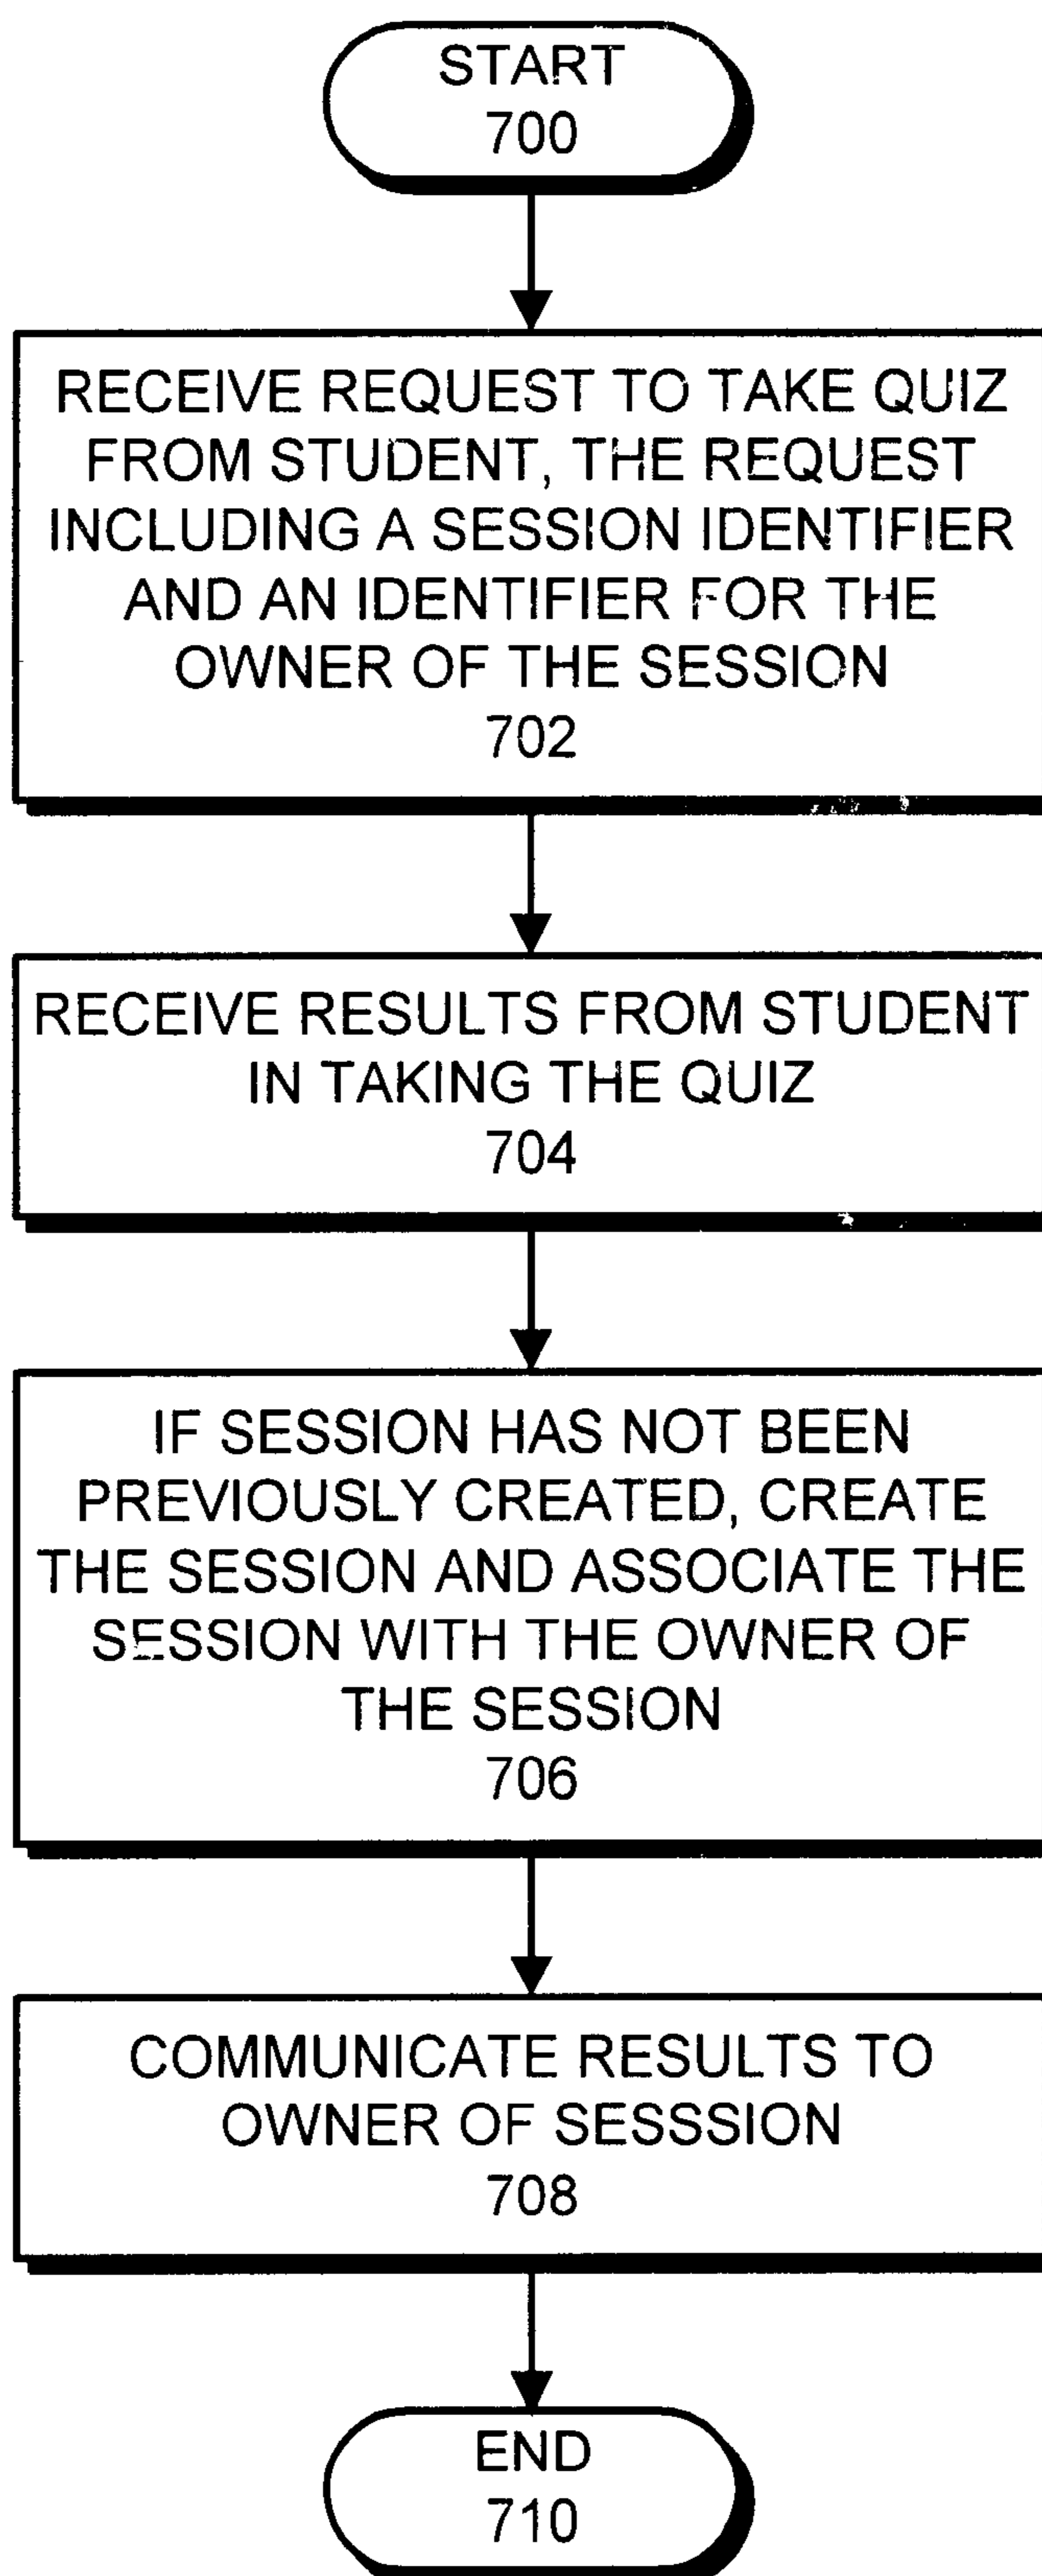 START
700
RECEIVE REQUEST TO TAKE QUIZ
FROM STUDENT, THE REQUEST
INCLUDING A SESSION IDENTIFIER
AND AN IDENTIFIER FOR THE
OWNER OF THE SESSION
702
RECEIVE RESULTS FROM STUDENT
IN TAKING THE QUIZ
704
IF SESSION HAS NOT BEEN
PREVIOUSLY CREATED, CREATE
THE SESSION AND ASSOCIATE THE
SESSION WITH THE OWNER OF
THE SESSION
706
COMMUNICATE RESULTS TO
OWNER OF SESSSION
708
END
710